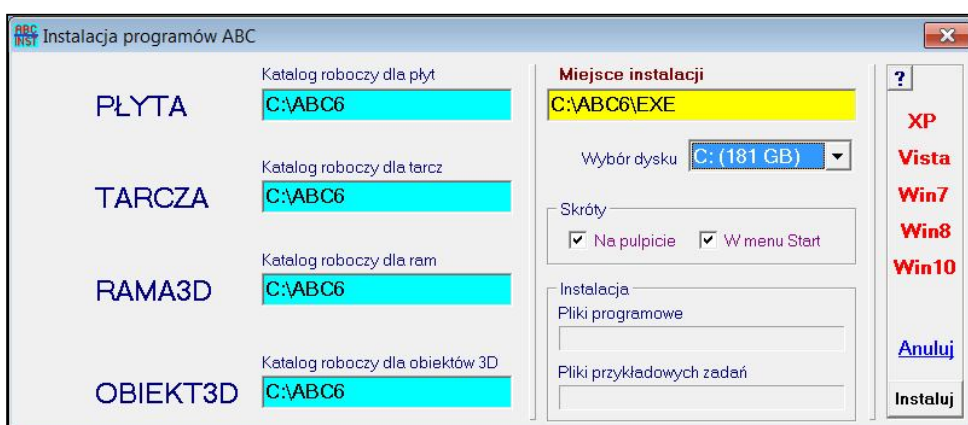 ABC
INST
Instalacja programów ABC
PŁYTA
Katalog roboczy dla płyt
C:\ABC6
TARCZA
Katalog roboczy dla tarcz
C:\ABC6
RAMA3D
Katalog roboczy dla ram
C:\ABC6
OBIEKT3D
Katalog roboczy dla obiektów 3D
C:\ABC6
Miejsce instalacji
C:\ABC6\EXE
Wybór dysku C: (181 GB)
Skróty
Na pulpicie W menu Start
Instalacja
Pliki programowe
Pliki przykładowych zadań
?
XP
Vista
Win7
Win8
Win10
Anuluj
Instaluj